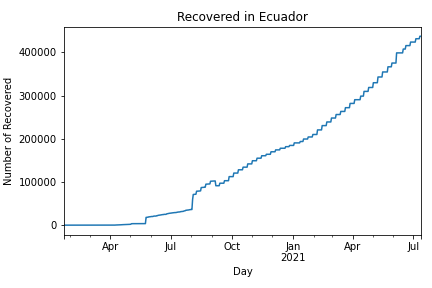 Recovered in Ecuador
Number of Recovered
400000
300000
200000
100000
0
Apr Jul Oct Jan Apr Jul
2021
Day